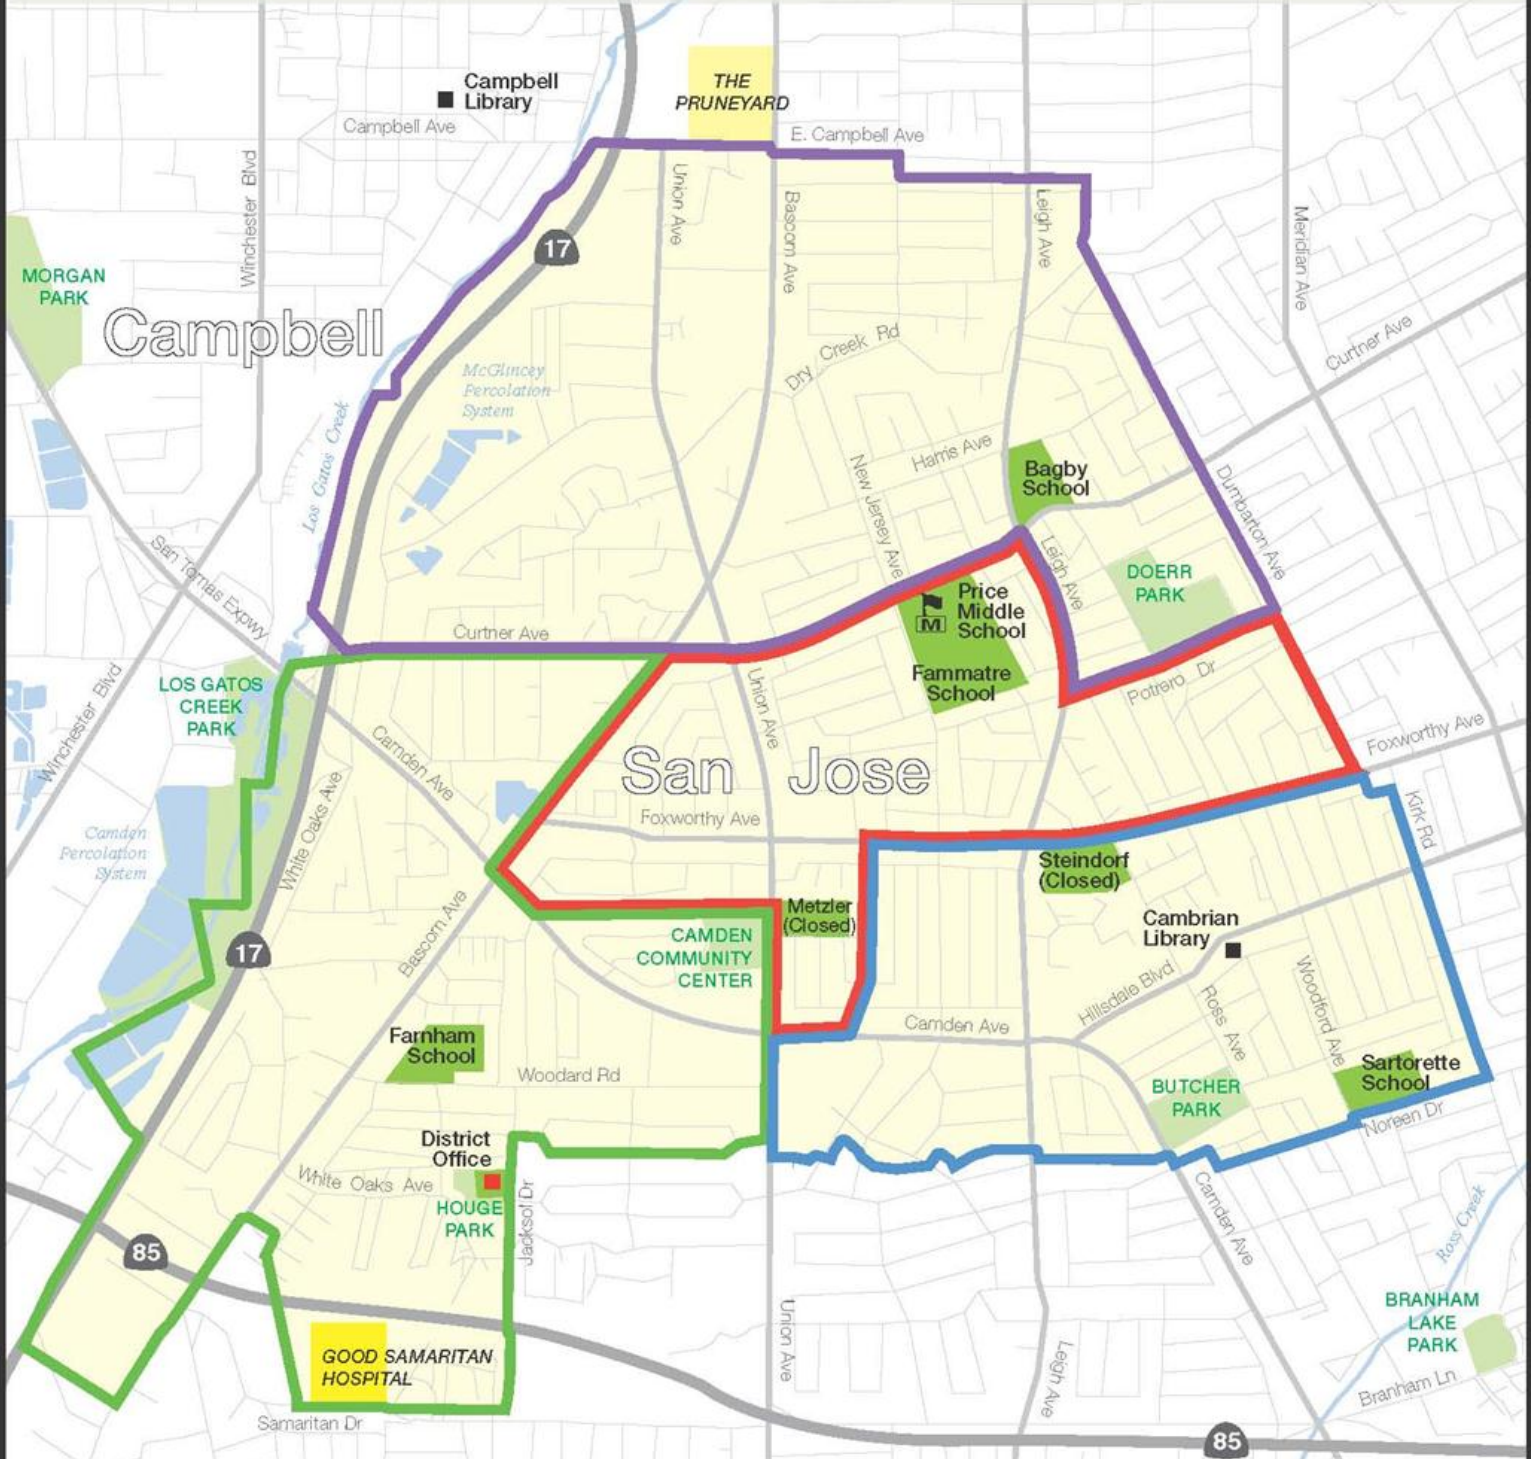 Campbell
Library
Campbell Ave
THE
PRUNEYARD
E. Campbell Ave
Winchester Blvd
Union Ave
Bascom Ave
Leigh Ave
Meridian Ave
17
MORGAN
PARK
Campbell
Curtner Ave
Dry Creek Rd
McGlincey
Percolation
System
Los Gatos Creek
Harris Ave
New Jersey Ave
Bagby
School
Dumbarton Ave
San Tomas Expwy
Leigh Ave
DOERR
PARK
Price
Middle
School
M
Curtner Ave
Fammatre
School
Potrero Dr
Winchester Blvd
LOS GATOS
CREEK
PARK
Union Ave
Camden Ave
San Jose
Foxworthy Ave
White Oaks Ave
Foxworthy Ave
Kirk Rd
Camden
Percolation
System
Steindorf
(Closed)
Metzler
(Closed)
Cambrian
Library
Bascom Ave
17
CAMDEN
COMMUNITY
CENTER
Hillsdale Blvd
Ross Ave
Woodford Ave
Camden Ave
Farnham
School
Woodard Rd
Sartorette
School
BUTCHER
PARK
Noreen Dr
District
Office
White Oaks Ave
HOUGE
PARK
Jacksol Dr
Camden Ave
Ross Creek
85
GOOD SAMARITAN
HOSPITAL
Union Ave
Leigh Ave
BRANHAM
LAKE
PARK
Branham Ln
Samaritan Dr
85